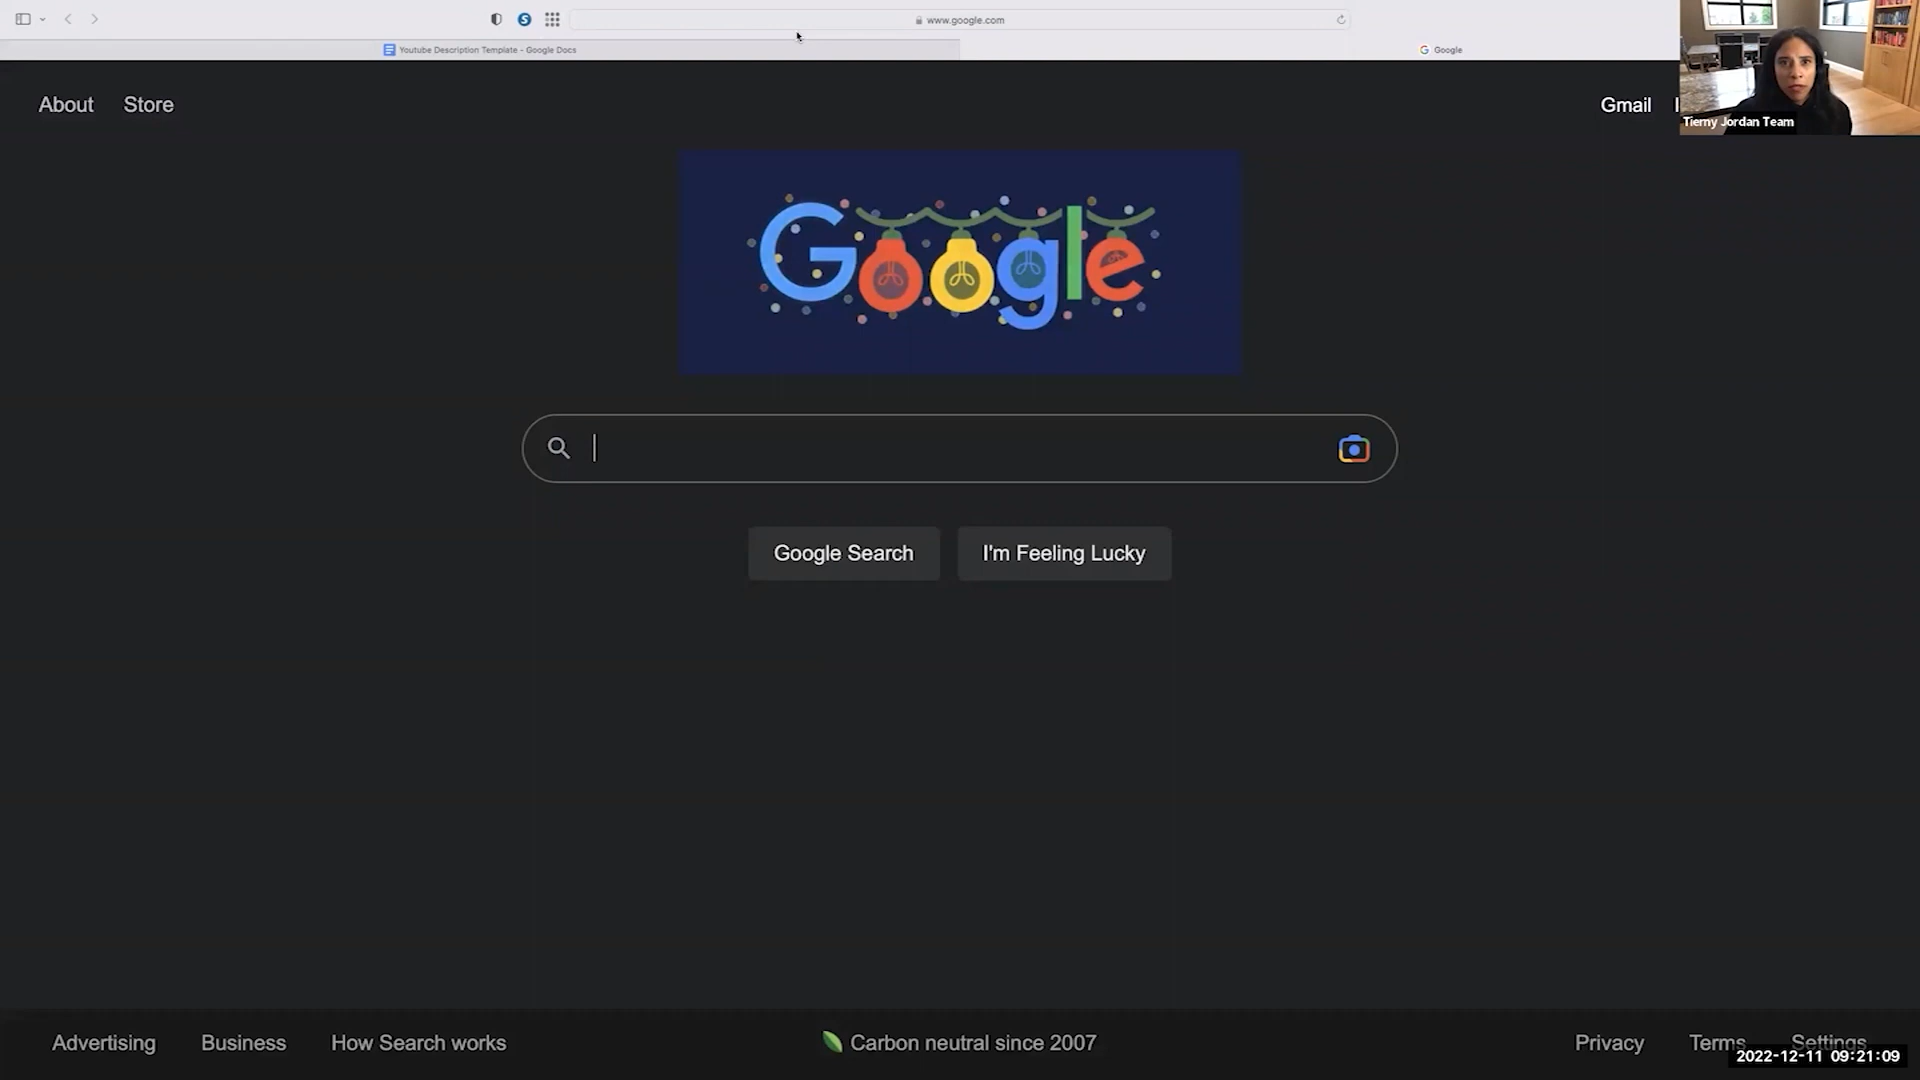 www.google.com
Youtube Description Template - Google Docs
Google
About
Store
Gmail
Tierny Jordan Team
Google
Google Search
I'm Feeling Lucky
Advertising
Business
How Search works
Carbon neutral since 2007
Privacy
Terms
Settings
2022-12-11 09:21:09